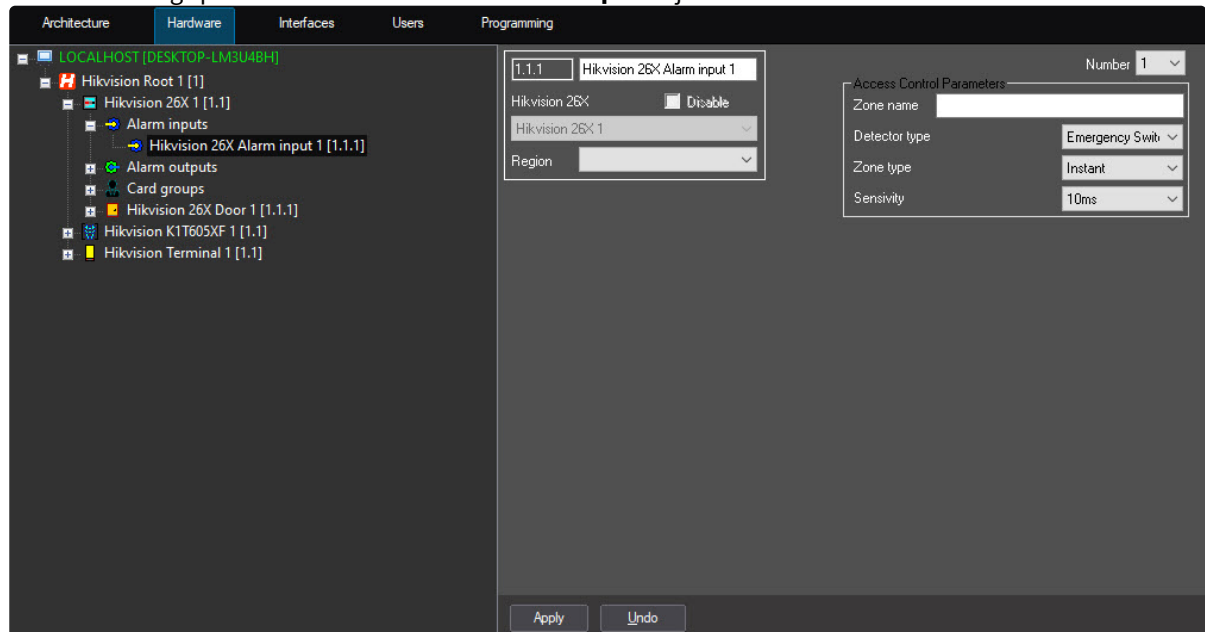 Architecture Hardware Interfaces Users Programming
LOCALHOST [DESKTOP-LM3U4BH]
Hikvision Root 1 [1]
Hikvision 26X 1 [1.1]
Alarm inputs
Hikvision 26X Alarm input 1 [1.1.1]
Alarm outputs
Card groups
Hikvision 26X Door 1 [1.1.1]
Hikvision K1T605XF 1 [1.1]
Hikvision Terminal 1 [1.1]
1.1.1 Hikvision 26X Alarm input 1
Hikvision 26X Disable
Hikvision 26X 1
Region
Number 1
Access Control Parameters
Zone name
Detector type Emergency Swit
Zone type Instant
Sensivity 10ms
Apply Undo